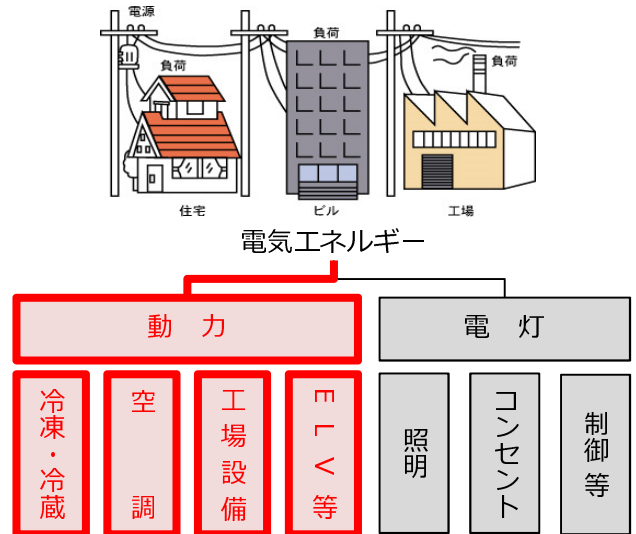 電源
負荷
負荷
負荷
住宅
ビル
工場
電気エネルギー
動 力
電 灯
冷凍・冷蔵
空 調
工場設備
ELV等
照明
コンセント
制御等